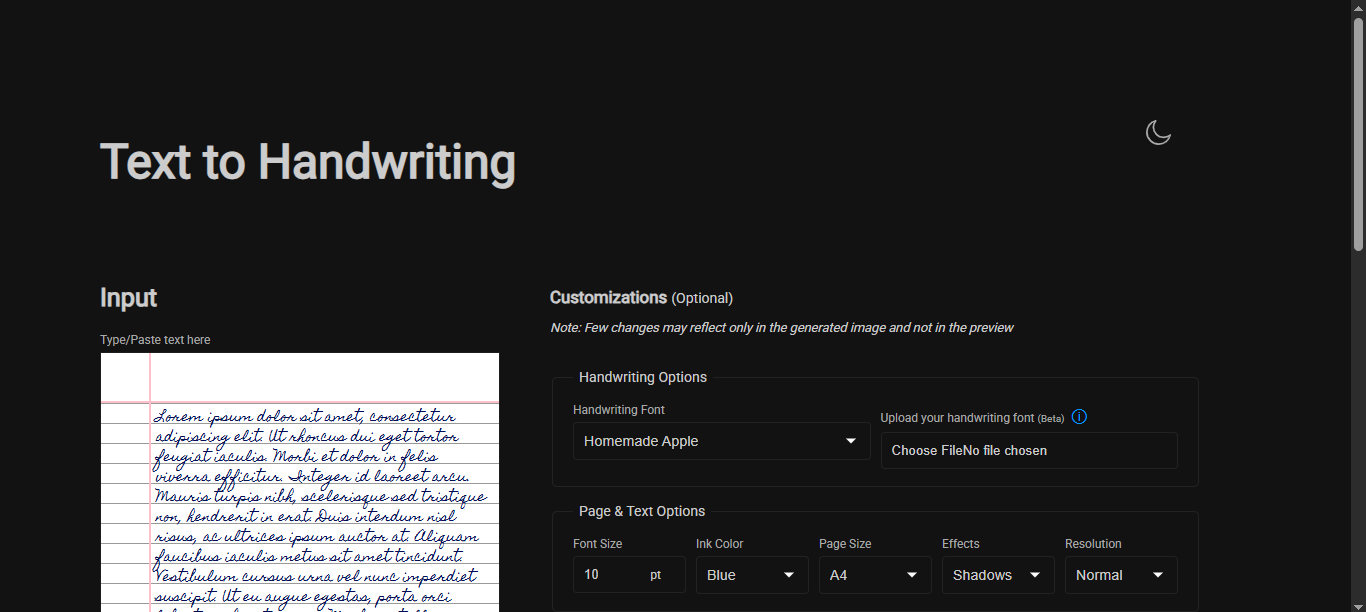 Text to Handwriting
Input
Type/Paste text here
Lorem ipsum dolor sit amet, consectetur
adipiscing elit. Ut rhoncus dui eget tortor
feugiat iaculis. Morbi et dolor in felis
viverra efficitur. Integer id laoreet arcu.
Mauris turpis nibh, scelerisque sed tristique
non, hendrerit in erat. Duis interdum nisl
risus, ac ultrices ipsum auctor at. Aliquam
faucibus iaculis metus sit amet tincidunt.
Vestibulum cursus urna vel nunc imperdiet
suscipit. Ut eu augue egestas, porta orci
Customizations (Optional)
Note: Few changes may reflect only in the generated image and not in the preview
Handwriting Options
Handwriting Font
Homemade Apple
Upload your handwriting font (Beta)
Choose FileNo file chosen
Page & Text Options
Font Size
10 pt
Ink Color
Blue
Page Size
A4
Effects
Shadows
Resolution
Normal